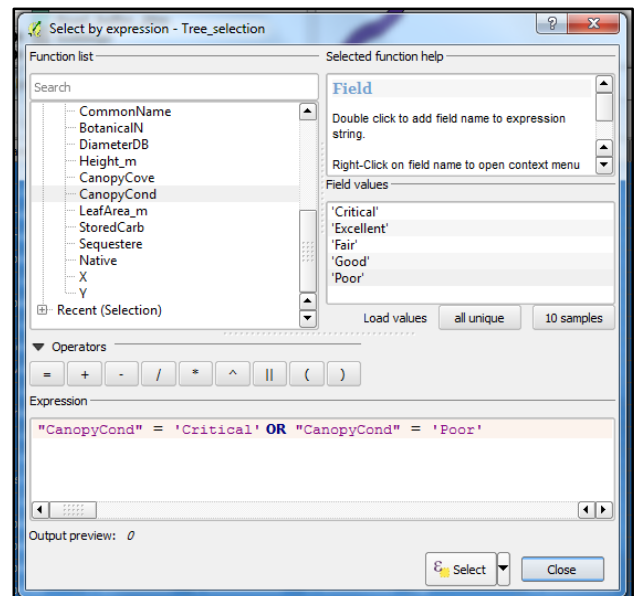 Select by expression - Tree_selection
Function list
Search
CommonName
BotanicalN
DiameterDB
Height_m
CanopyCove
CanopyCond
LeafArea_m
StoredCarb
Sequestere
Native
X
Y
Recent (Selection)
Selected function help
Field
Double click to add field name to expression
string.
Right-Click on field name to open context menu
Field values
'Critical'
'Excellent'
'Fair'
'Good'
'Poor'
Load values all unique 10 samples
Operators
= + - / * ^ || ( )
Expression
"CanopyCond" = 'Critical' OR "CanopyCond" = 'Poor'
Output preview: 0
ε Select Close